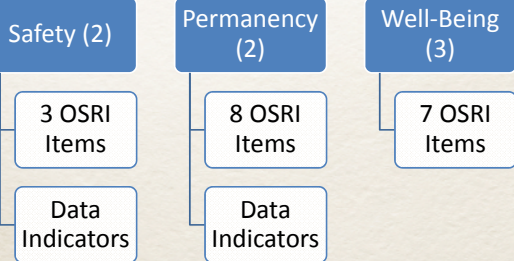 Safety (2)
3 OSRI
Items
Data
Indicators
Permanency
(2)
8 OSRI
Items
Data
Indicators
Well-Being
(3)
7 OSRI
Items